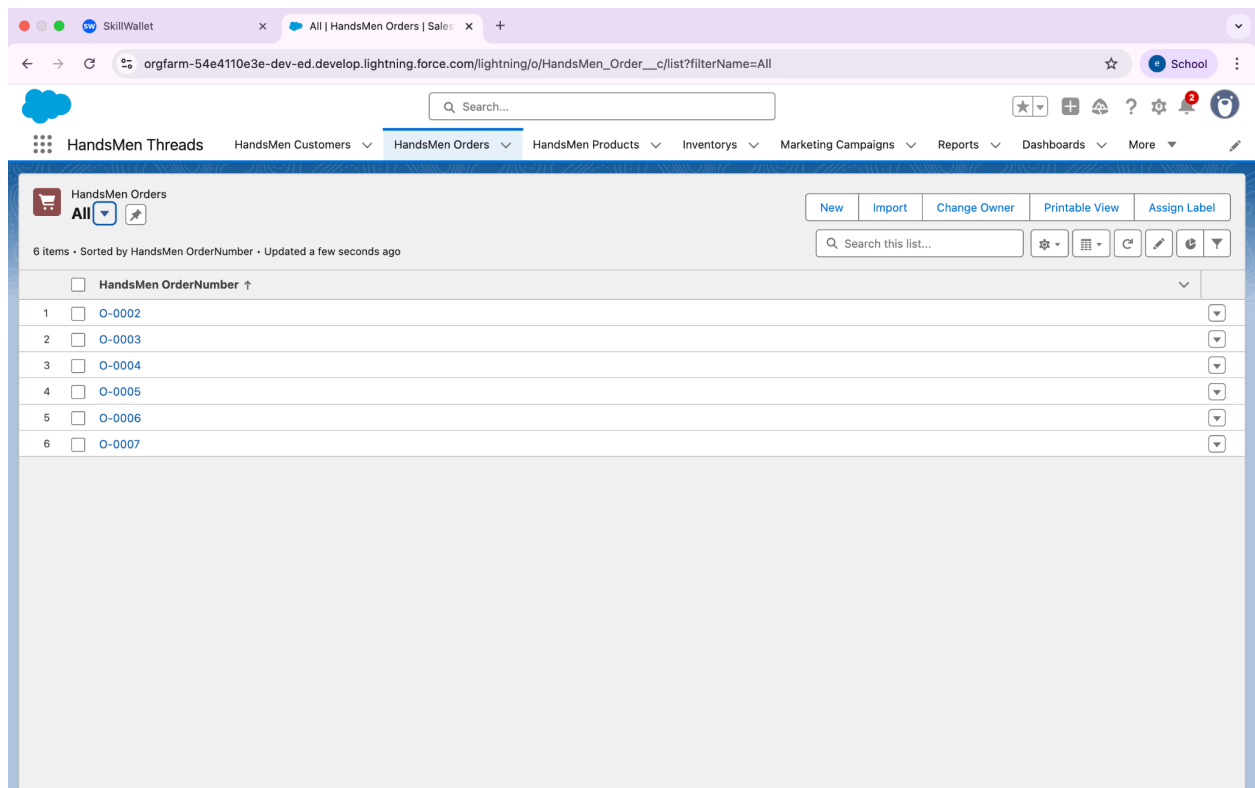 SW SkillWallet × All | HandsMen Orders | Sales × +
orgfarm-54e4110e3e-dev-ed.develop.lightning.force.com/lightning/o/HandsMen_Order__c/list?filterName=All e School
Search... 2
HandsMen Threads HandsMen Customers HandsMen Orders HandsMen Products Inventorys Marketing Campaigns Reports Dashboards More
HandsMen Orders
All
New Import Change Owner Printable View Assign Label
6 items • Sorted by HandsMen OrderNumber • Updated a few seconds ago
Search this list...
HandsMen OrderNumber ↑
1 O-0002
2 O-0003
3 O-0004
4 O-0005
5 O-0006
6 O-0007